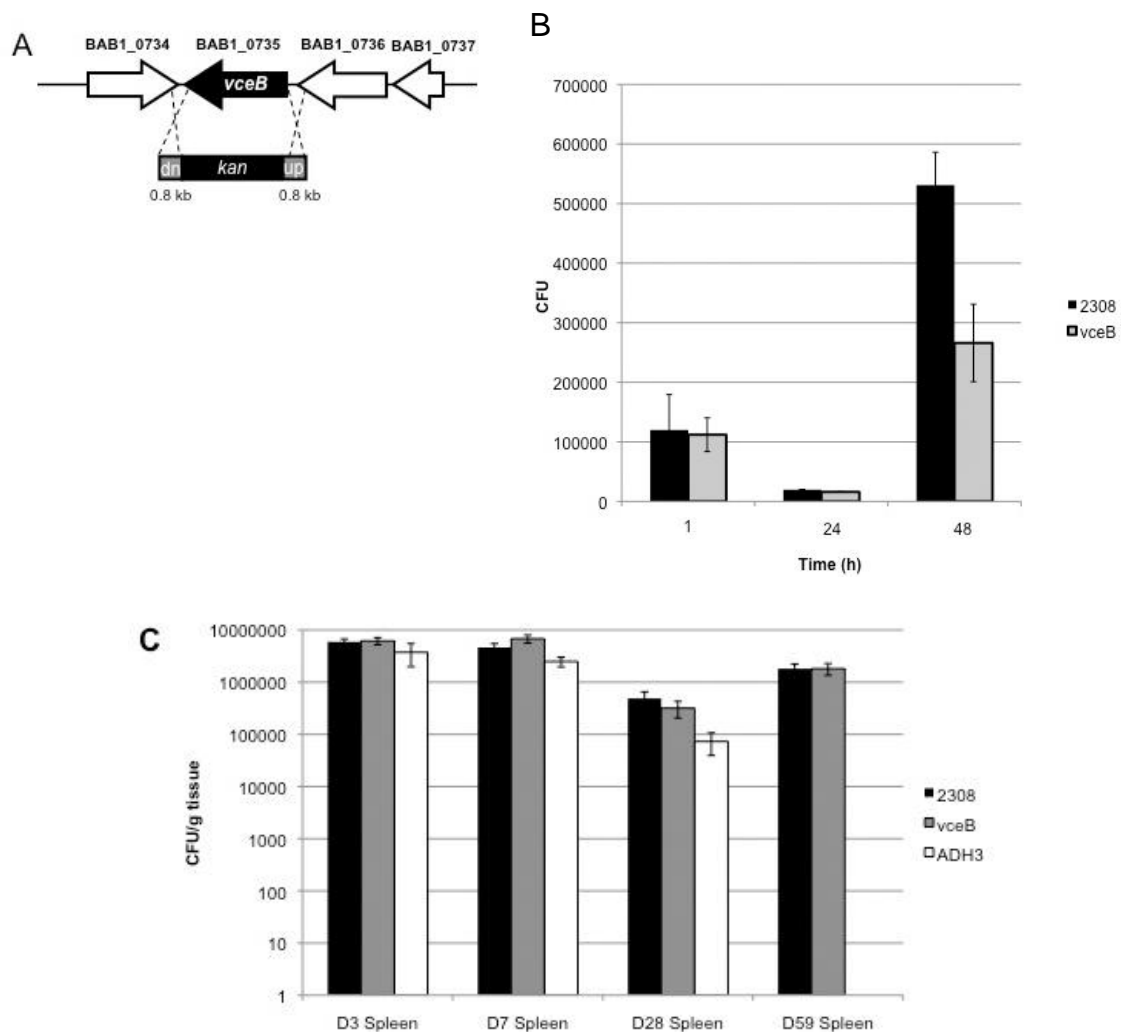 A
BAB1_0734 BAB1_0735 BAB1_0736 BAB1_0737
vceB
dn kan up
0.8 kb 0.8 kb
B
700000
600000
500000
400000
300000
200000
100000
0
CFU
1 24 48
Time (h)
2308
vceB
C
10000000
1000000
100000
10000
1000
100
10
1
CFU/g tissue
D3 Spleen D7 Spleen D28 Spleen D59 Spleen
2308
vceB
ADH3